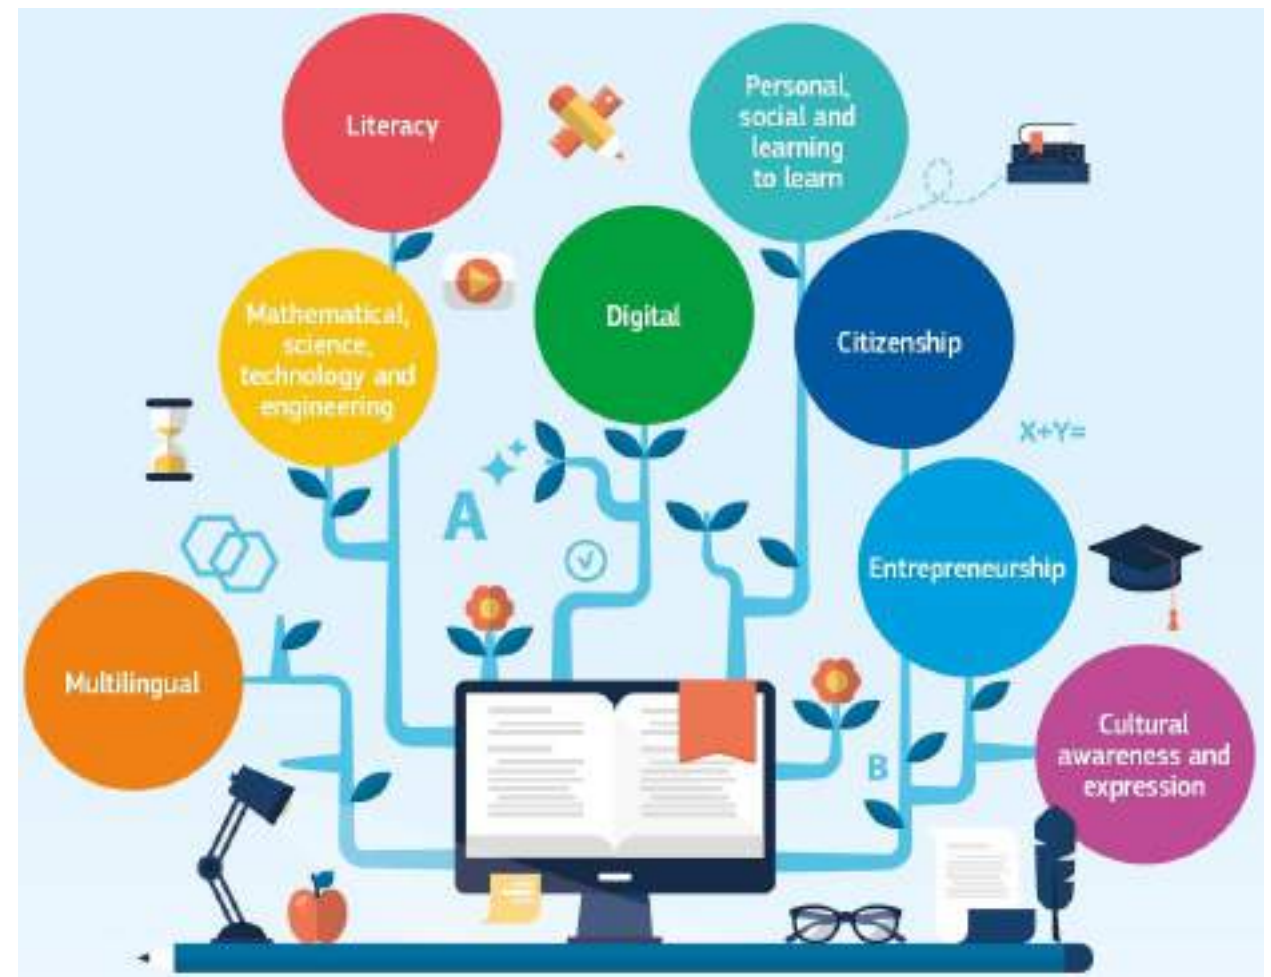 Literacy
Personal,
social and
learning
to learn
Mathematical,
science,
technology and
engineering
Digital
Citizenship
X+Y=
A
Entrepreneurship
Multilingual
Cultural
awareness and
expression
B